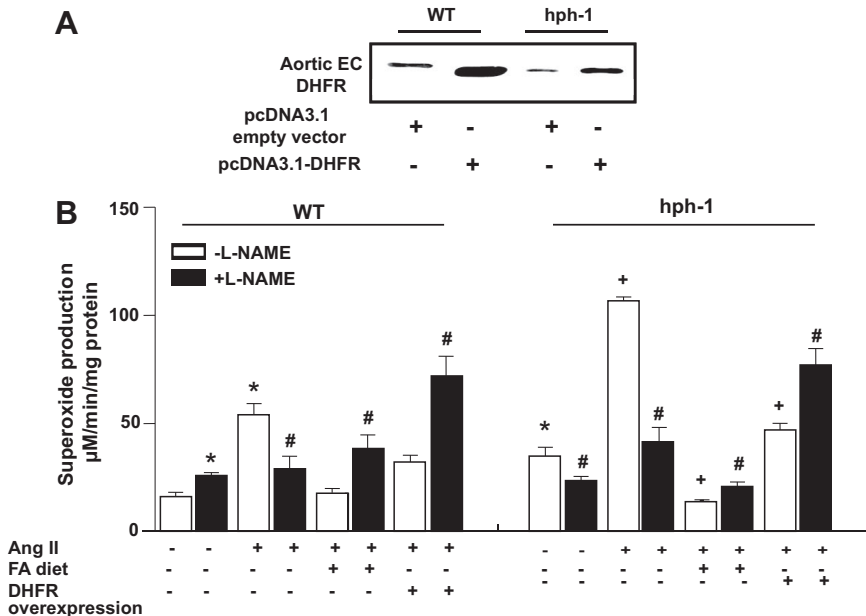 A
WT hph-1
Aortic EC
DHFR
pcDNA3.1
empty vector + - + -
pcDNA3.1-DHFR - + - +
B
150
100
50
0
Superoxide production
µM/min/mg protein
WT hph-1
-L-NAME
+L-NAME
* * * # # # # * # + # + # + #
Ang II - - + + + + + + - - + + + + + +
FA diet - - - - + + - - - - - - + + - -
DHFR
overexpression - - - - - - + + - - - - - - + +